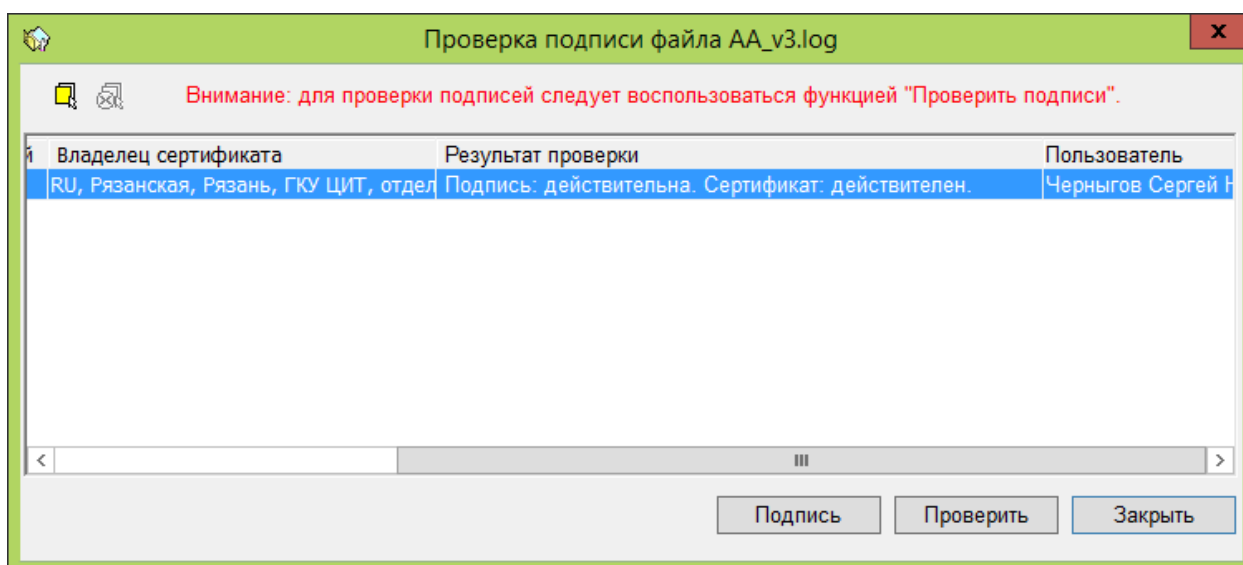 Проверка подписи файла AA_v3.log
x
Внимание: для проверки подписей следует воспользоваться функцией "Проверить подписи".
й Владелец сертификата Результат проверки Пользователь
RU, Рязанская, Рязань, ГКУ ЦИТ, отдел Подпись: действительна. Сертификат: действителен. Черныгов Сергей Н
Подпись Проверить Закрыть